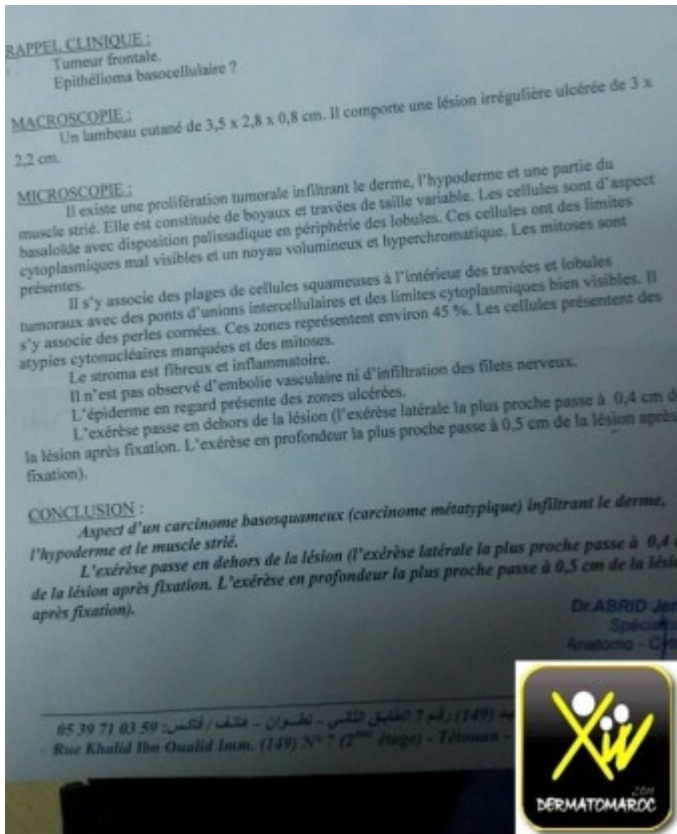 RAPPEL CLINIQUE :
Tumeur frontale.
Epithélioma basocellulaire ?
MACROSCOPIE :
Un lambeau cutané de 3,5 x 2,8 x 0,8 cm. Il comporte une lésion irrégulière ulcérée de 3 x
2,2 cm.
MICROSCOPIE :
Il existe une prolifération tumorale infiltrant le derme, l'hypoderme et une partie du
muscle strié. Elle est constituée de boyaux et travées de taille variable. Les cellules sont d'aspect
basaloïde avec disposition palissadique en périphérie des lobules. Ces cellules ont des limites
cytoplasmiques mal visibles et un noyau volumineux et hyperchromatique. Les mitoses sont
présentes.
Il s'y associe des plages de cellules squameuses à l'intérieur des travées et lobules
tumoraux avec des ponts d'unions intercellulaires et des limites cytoplasmiques bien visibles. Il
s'y associe des perles cornées. Ces zones représentent environ 45 %. Les cellules présentent des
atypies cytonucléaires marquées et des mitoses.
Le stroma est fibreux et inflammatoire.
Il n'est pas observé d'embolie vasculaire ni d'infiltration des filets nerveux.
L'épiderme en regard présente des zones ulcérées.
L'exérèse passe en dehors de la lésion (l'exérèse latérale la plus proche passe à 0,4 cm d
la lésion après fixation. L'exérèse en profondeur la plus proche passe à 0,5 cm de la lésion après
fixation).
CONCLUSION :
Aspect d'un carcinome basosquameux (carcinome métatypique) infiltrant le derme,
l'hypoderme et le muscle strié.
L'exérèse passe en dehors de la lésion (l'exérèse latérale la plus proche passe à 0,4
de la lésion après fixation. L'exérèse en profondeur la plus proche passe à 0,5 cm de la lési
après fixation).
Dr.ABRID
Anatomo -
(149) رقم 7 الطابق الثاني - تطوان - هاتف / فاكس: 05 39 71 03 59
Rue Khalid Ibn Oualid Imm. (149) N° 7 (2ème étage) - Tétouan -
Xiw
.com
DERMATOMAROC